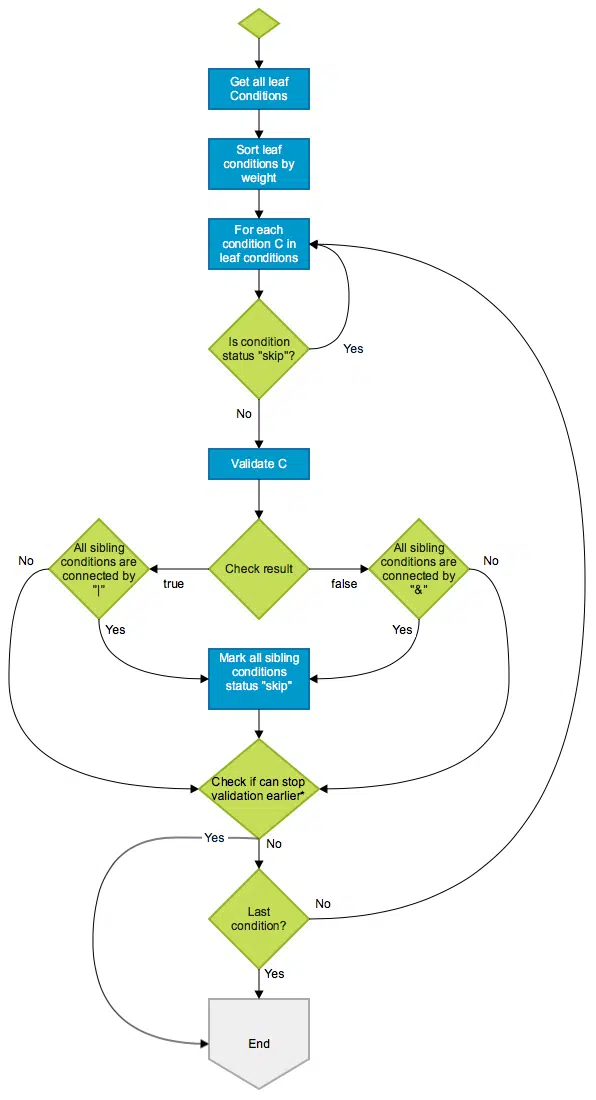 Get all leaf
Conditions
Sort leaf
conditions by
weight
For each
condition C in
leaf conditions
Is condition
status "skip"?
Yes
No
Validate C
No
All sibling
conditions are
connected by
"|"
true
Check result
false
All sibling
conditions are
connected by
"&"
No
Yes
Yes
Mark all sibling
conditions
status "skip"
Check if can stop
validation earlier*
Yes
No
Last
condition?
No
Yes
End